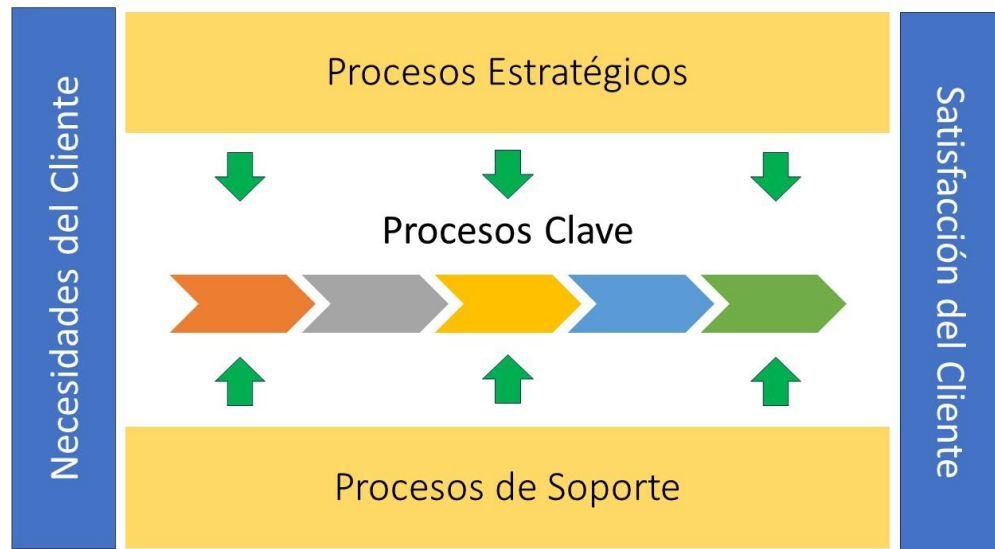 Necesidades del Cliente
Procesos Estratégicos
Procesos Clave
Procesos de Soporte
Satisfacción del Cliente